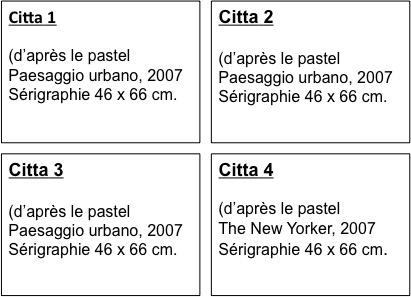 Citta 1
(d'après le pastel
Paesaggio urbano, 2007
Sérigraphie 46 x 66 cm.
Citta 2
(d'après le pastel
Paesaggio urbano, 2007
Sérigraphie 46 x 66 cm.
Citta 3
(d'après le pastel
Paesaggio urbano, 2007
Sérigraphie 46 x 66 cm.
Citta 4
(d'après le pastel
The New Yorker, 2007
Sérigraphie 46 x 66 cm.